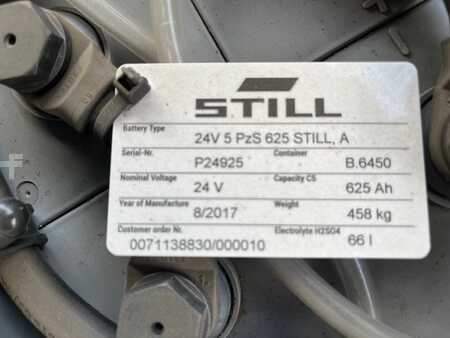 STILL
Battery Type
24V 5 PzS 625 STILL, A
Serial-Nr. P24925 Container B.6450
Nominal Voltage 24 V Capacity C5 625 Ah
Year of Manufacture 8/2017 Weight 458 kg
Customer order Nr. 0071138830/000010 Electrolyte H2S04 66 l